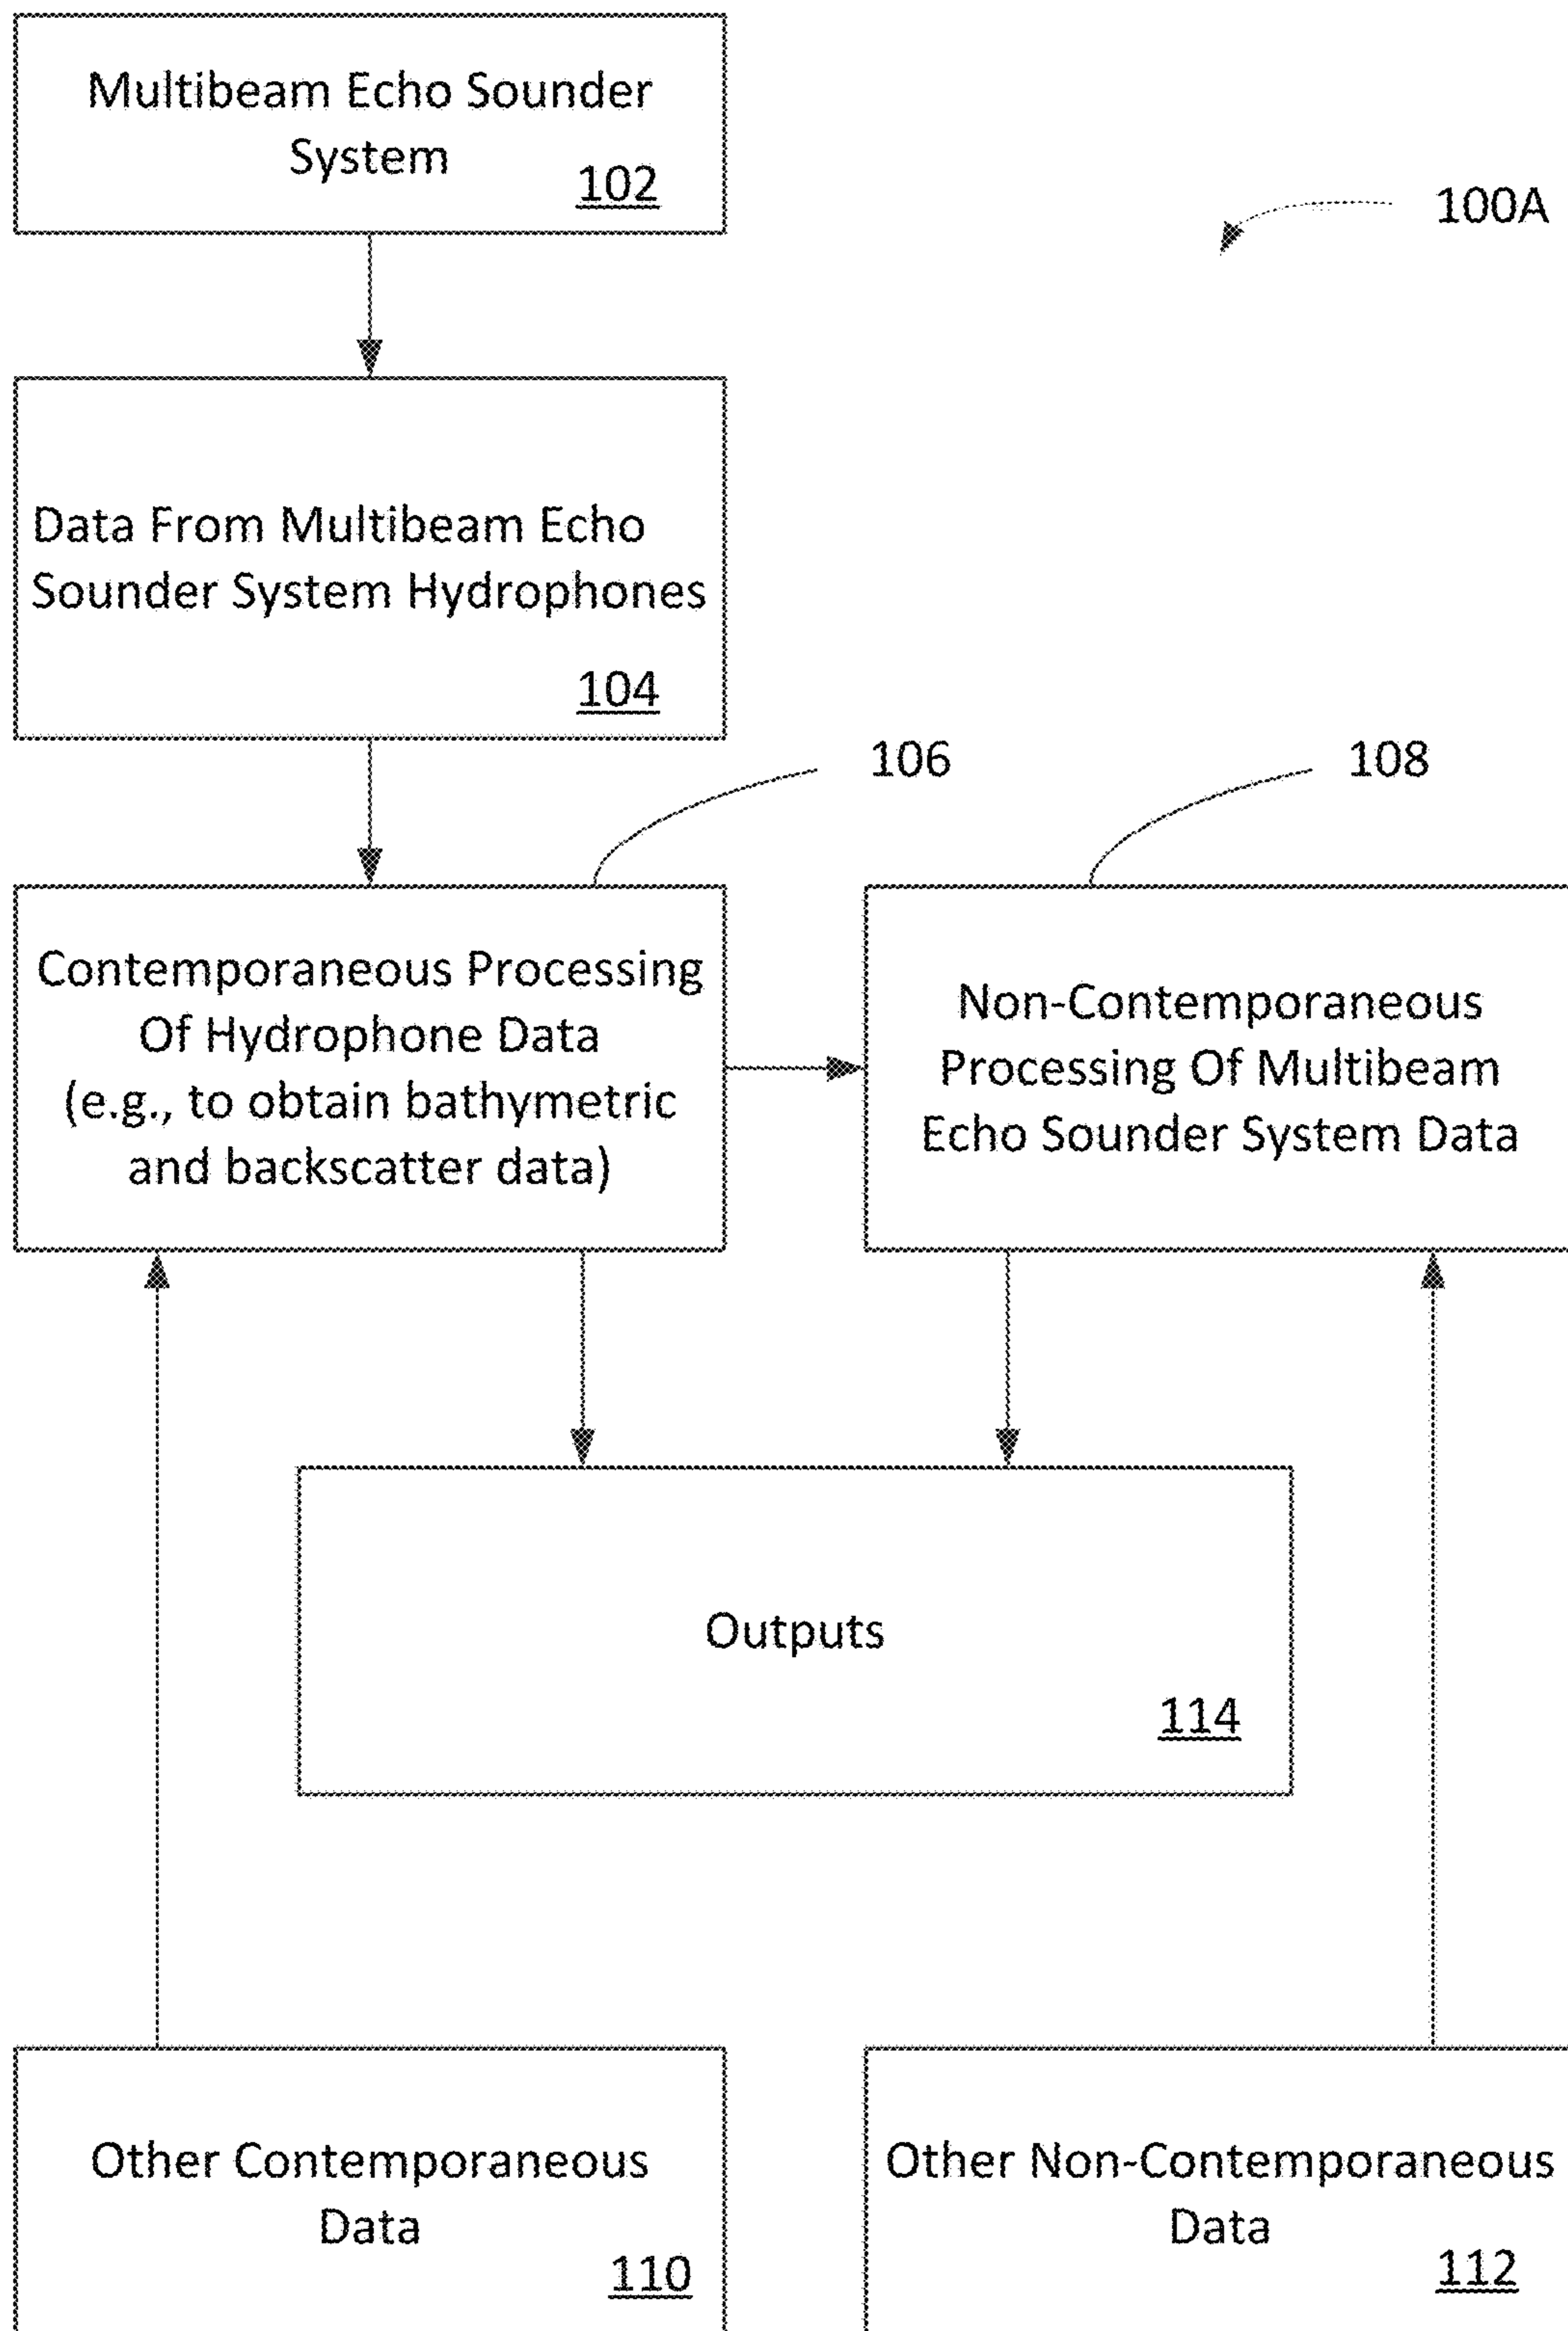 Multibeam Echo Sounder
System
102
100A
Data From Multibeam Echo
Sounder System Hydrophones
104
106
108
Contemporaneous Processing
Of Hydrophone Data
(e.g., to obtain bathymetric
and backscatter data)
Non-Contemporaneous
Processing Of Multibeam
Echo Sounder System Data
Outputs
114
Other Contemporaneous
Data
110
Other Non-Contemporaneous
Data
112